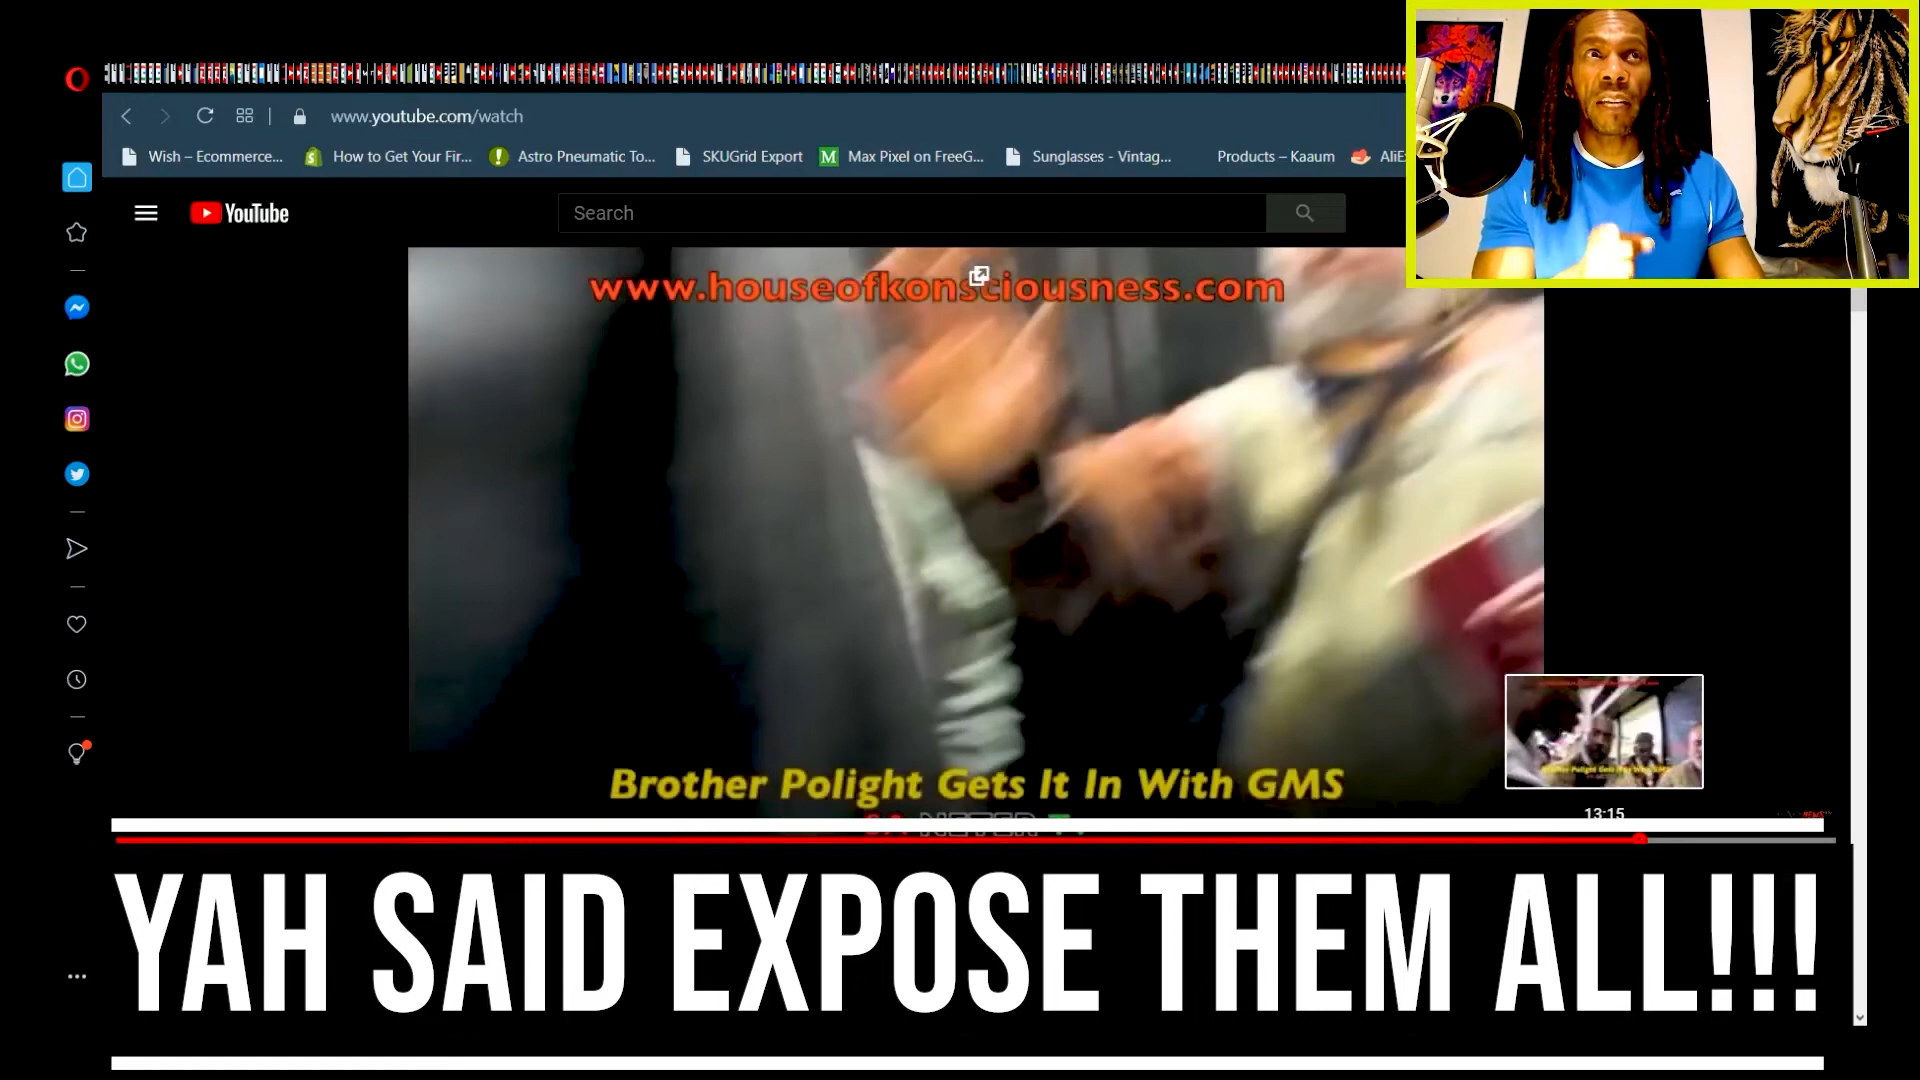 www.youtube.com/watch
Wish – Ecommerce...
How to Get Your Fir...
Astro Pneumatic To...
SKUGrid Export
M
Max Pixel on FreeG...
Sunglasses - Vintag...
Products – Kaaum
YouTube
Search
www.houseofkonsciousness.com
Brother Polight Gets It In With GMS
13:15
YAH SAID EXPOSE THEM ALL!!!